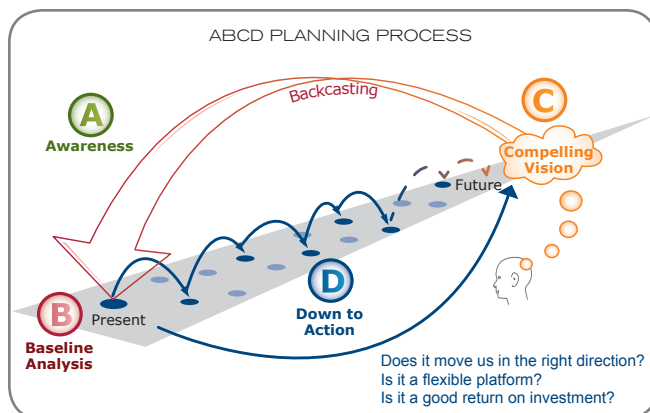 ABCD PLANNING PROCESS
Backcasting
A
Awareness
C
Compelling
Vision
Future
B
Present
Baseline
Analysis
D
Down to
Action
Does it move us in the right direction?
Is it a flexible platform?
Is it a good return on investment?